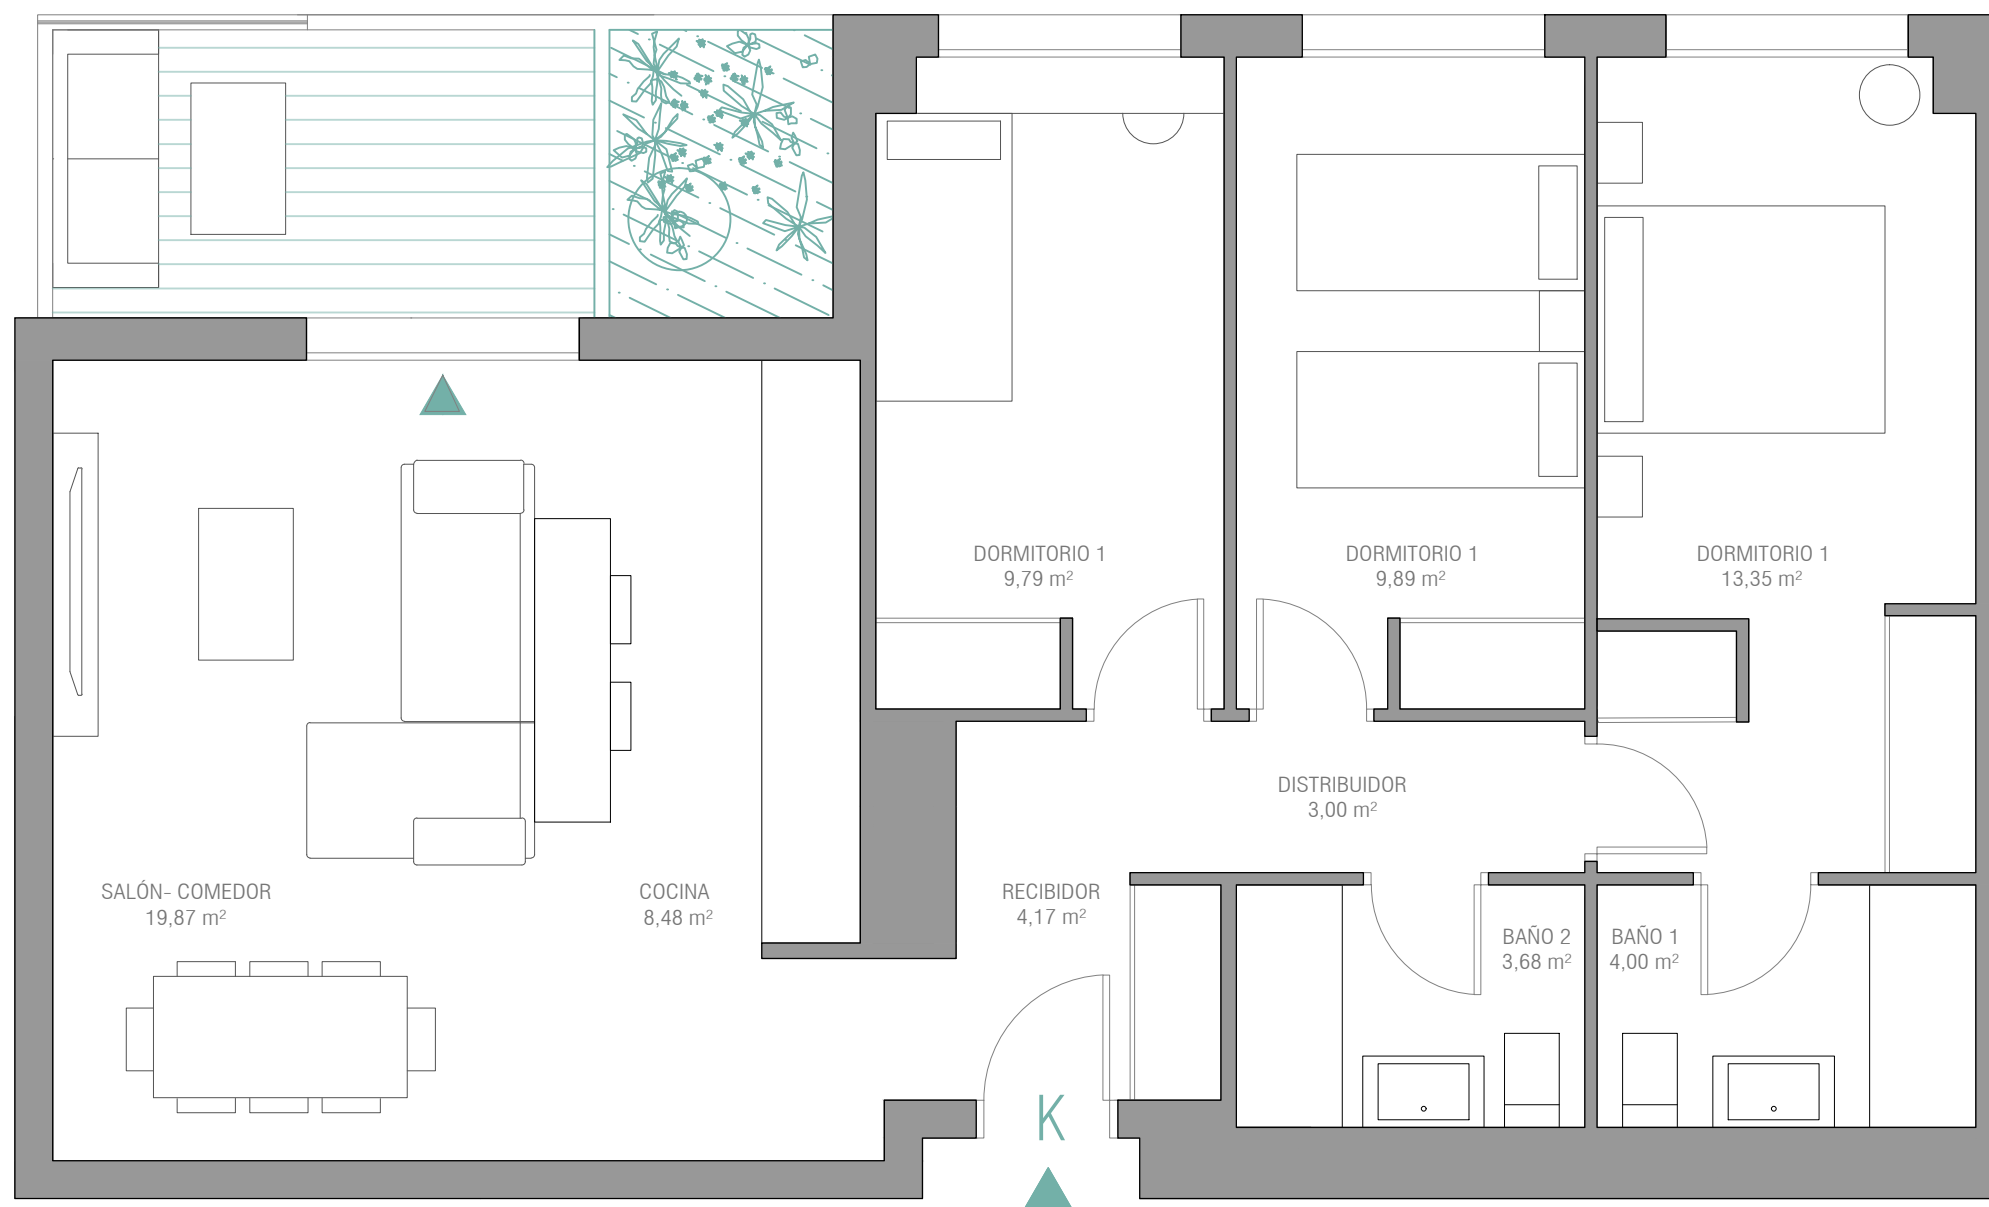 DORMITORIO 1
9,79 m²
DORMITORIO 1
9,89 m²
DORMITORIO 1
13,35 m²
DISTRIBUIDOR
3,00 m²
SALÓN- COMEDOR
19,87 m²
COCINA
8,48 m²
RECIBIDOR
4,17 m²
BAÑO 2
3,68 m²
BAÑO 1
4,00 m²
K